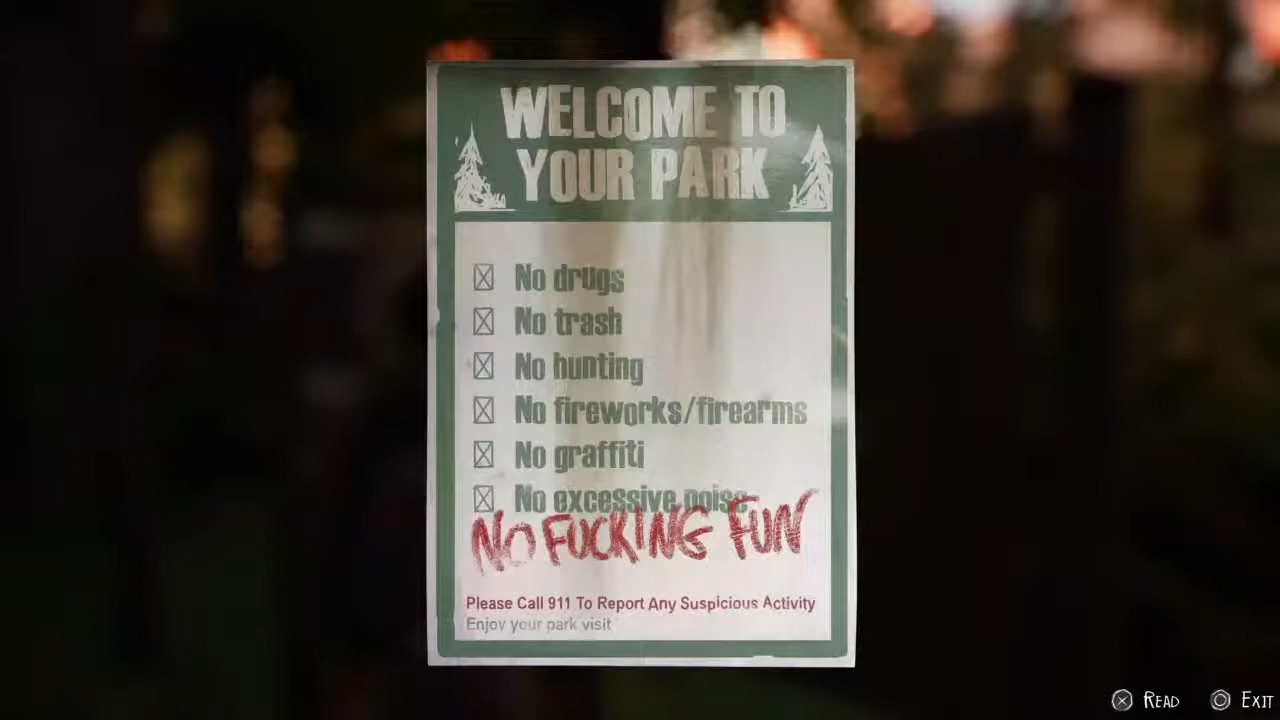 WELCOME TO
YOUR PARK
No drugs
No trash
No hunting
No fireworks/firearms
No graffiti
No excessive noise
NO FUCKING FUN
Please Call 911 To Report Any Suspicious Activity
Enjoy your park visit
READ EXIT